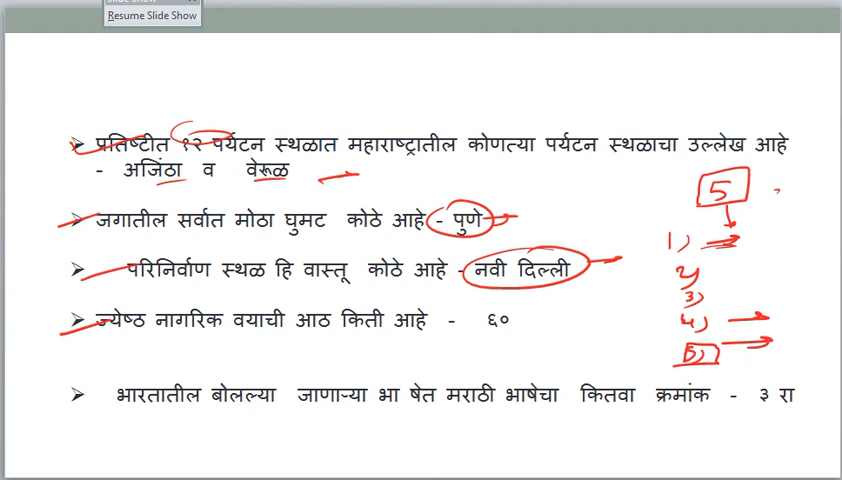 Slide Show
Resume Slide Show
प्रतिष्टीत १२ पर्यटन स्थळात महाराष्ट्रातील कोणत्या पर्यटन स्थळाचा उल्लेख आहे
- अजिंठा व वेरूळ
जगातील सर्वात मोठा घुमट कोठे आहे - पुणे
परिनिर्वाण स्थळ हि वास्तू कोठे आहे - नवी दिल्ली
ज्येष्ठ नागरिक वयाची आठ किती आहे - ६०
भारतातील बोलल्या जाणाऱ्या भा षेत मराठी भाषेचा कितवा क्रमांक - ३ रा
5
1)
2)
3)
4)
5)